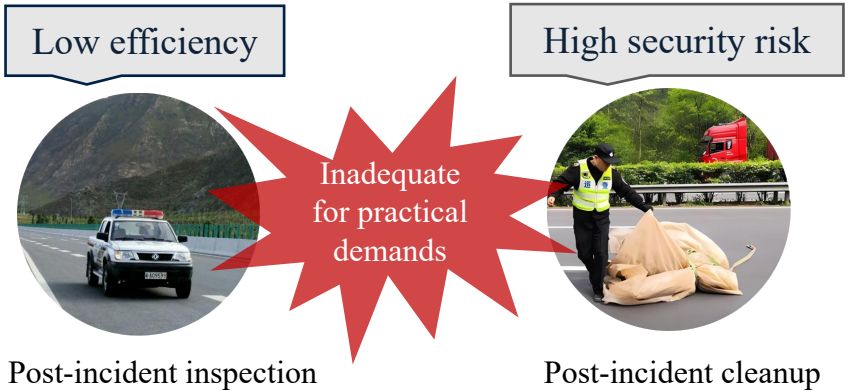 Low efficiency
High security risk
Inadequate
for practical
demands
Post-incident inspection
Post-incident cleanup